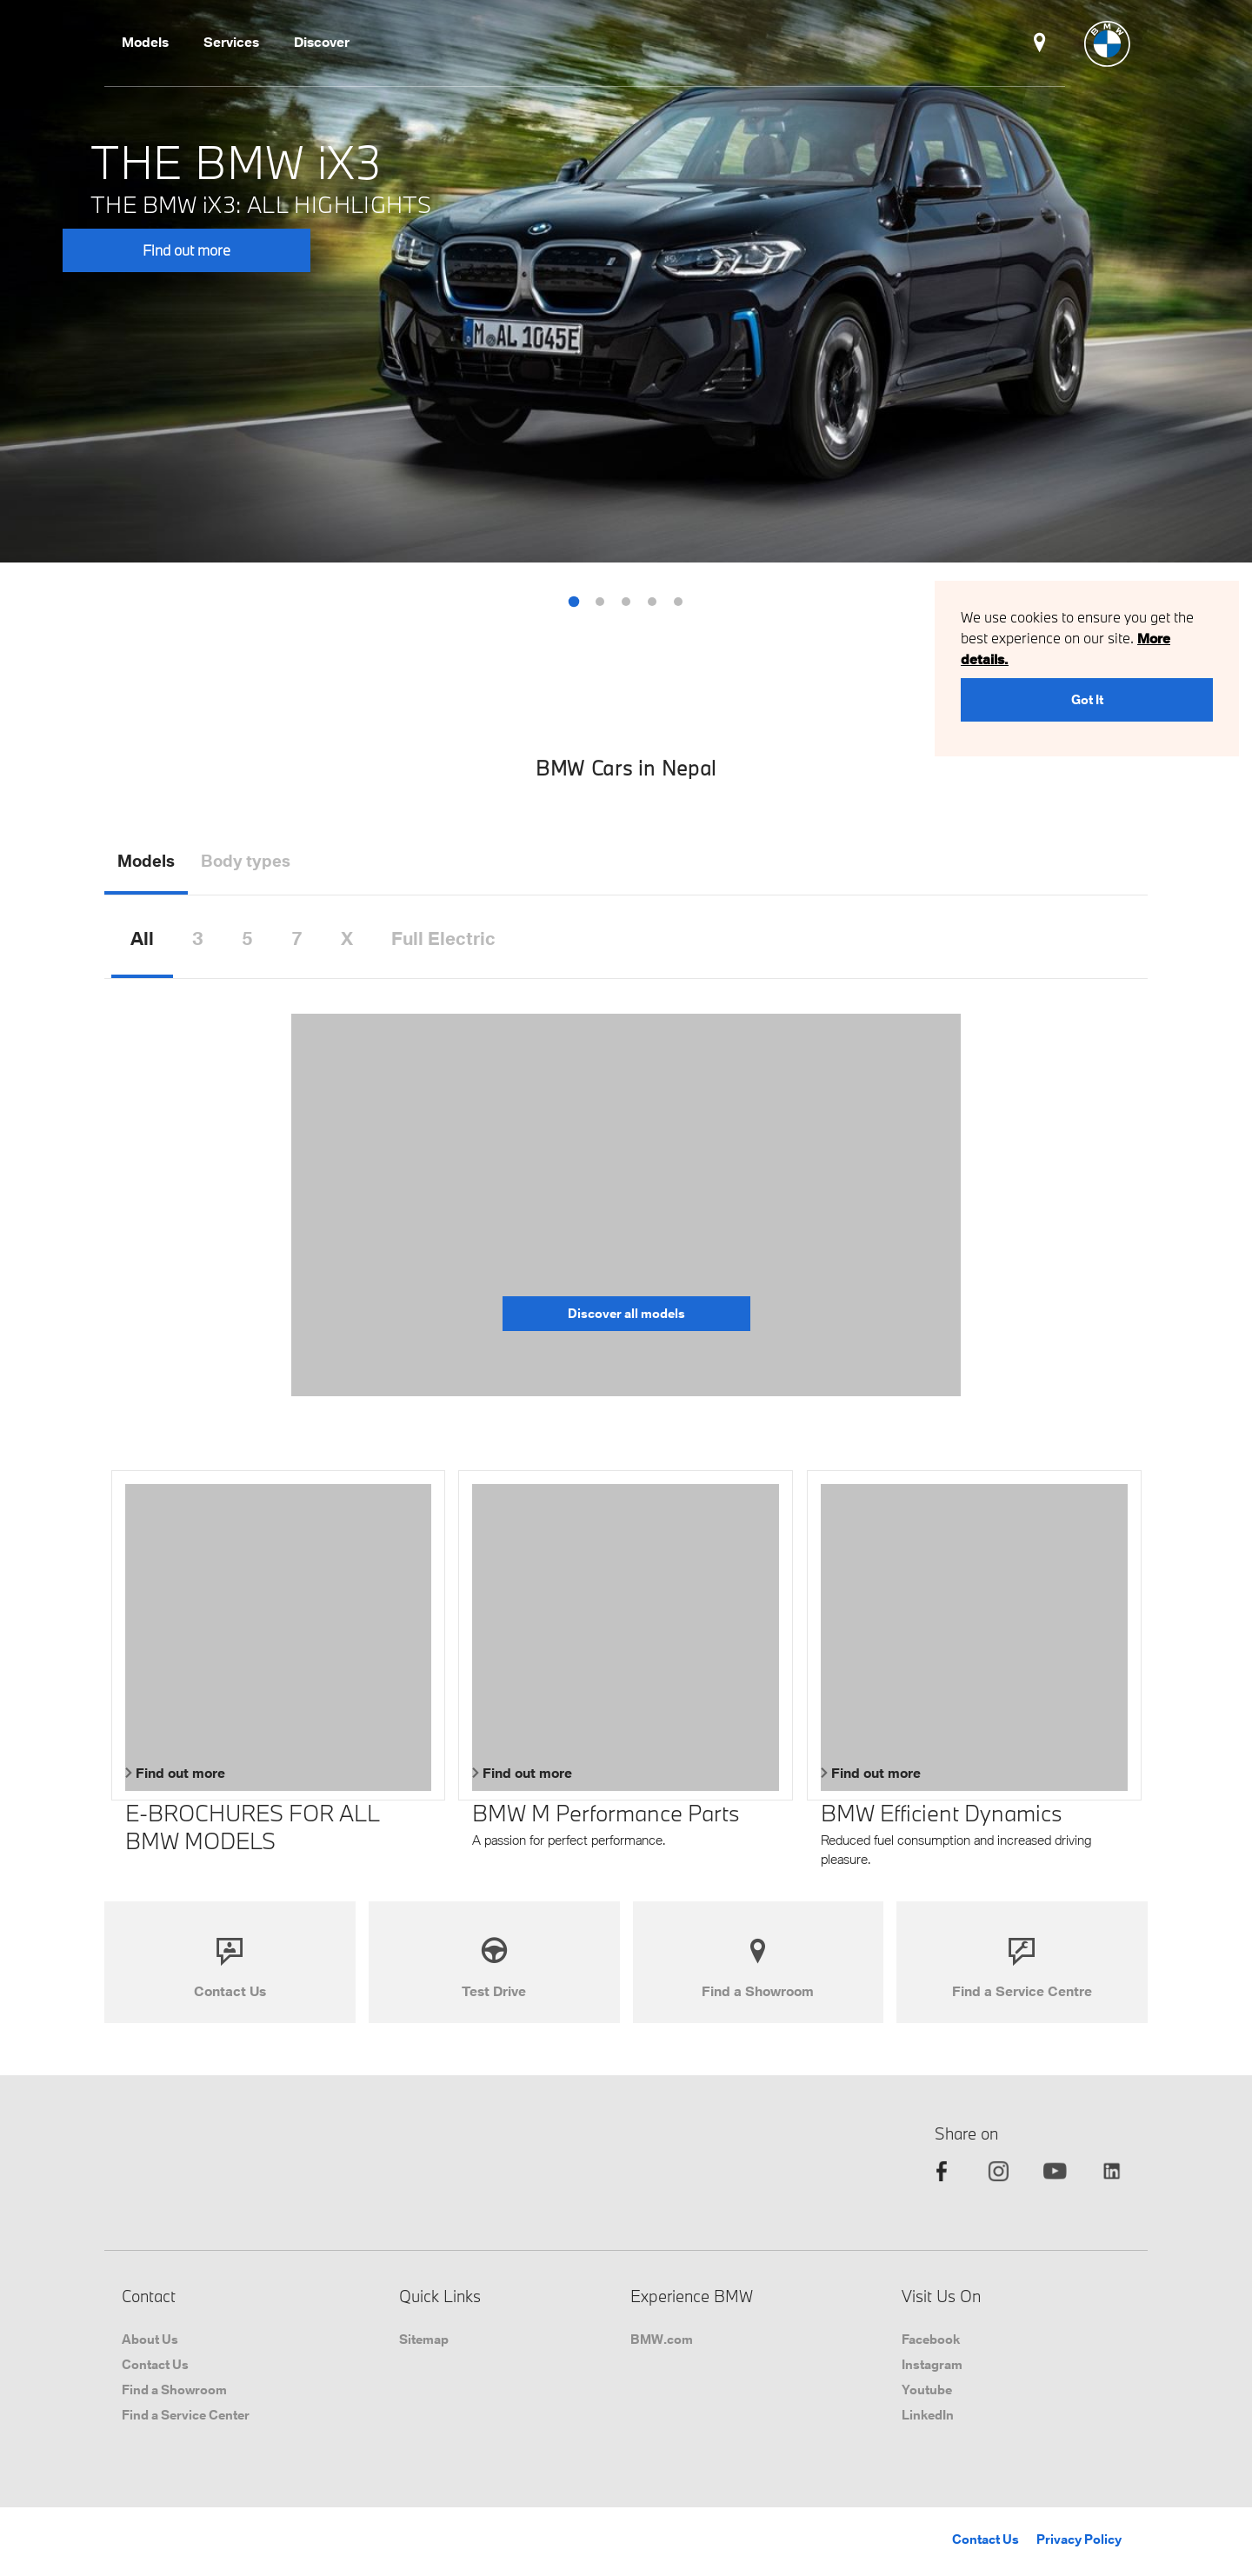 Models Services Discover
BMW
THE BMW iX3
THE BMW iX3: ALL HIGHLIGHTS
FInd out more
M AL 1045E
We use cookies to ensure you get the
best experience on our site. More
details.
Got It
BMW Cars in Nepal
Models Body types
All 3 5 7 X Full Electric
Discover all models
Find out more
E-BROCHURES FOR ALL
BMW MODELS
Find out more
BMW M Performance Parts
A passion for perfect performance.
Find out more
BMW Efficient Dynamics
Reduced fuel consumption and increased driving
pleasure.
Contact Us
Test Drive
Find a Showroom
Find a Service Centre
Share on
Contact
About Us
Contact Us
Find a Showroom
Find a Service Center
Quick Links
Sitemap
Experience BMW
BMW.com
Visit Us On
Facebook
Instagram
Youtube
LinkedIn
Contact Us Privacy Policy